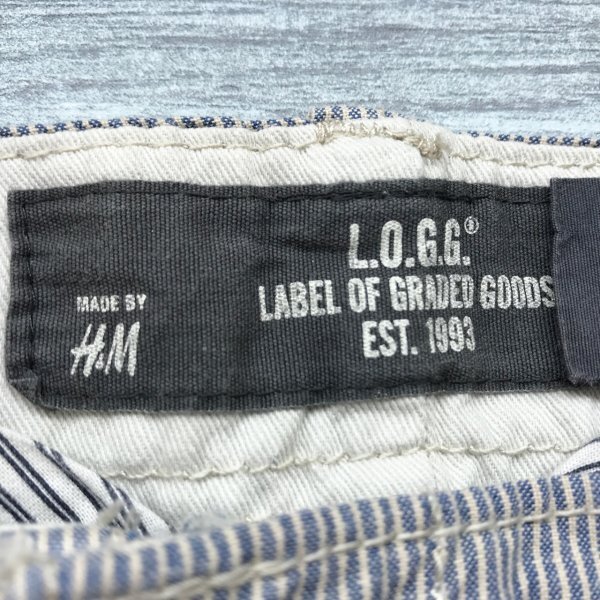 MADE BY
H&M
L.O.G.G.®
LABEL OF GRADED GOODS
EST. 1993